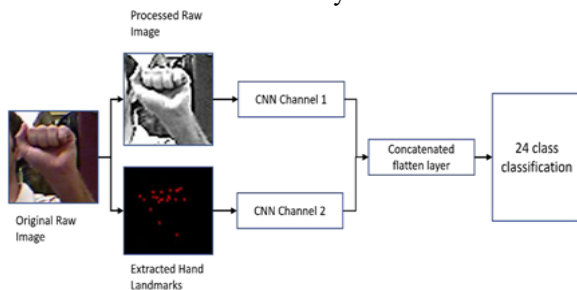 Processed Raw
Image
CNN Channel 1
Original Raw
Image
Concatenated
flatten layer
24 class
classification
CNN Channel 2
Extracted Hand
Landmarks